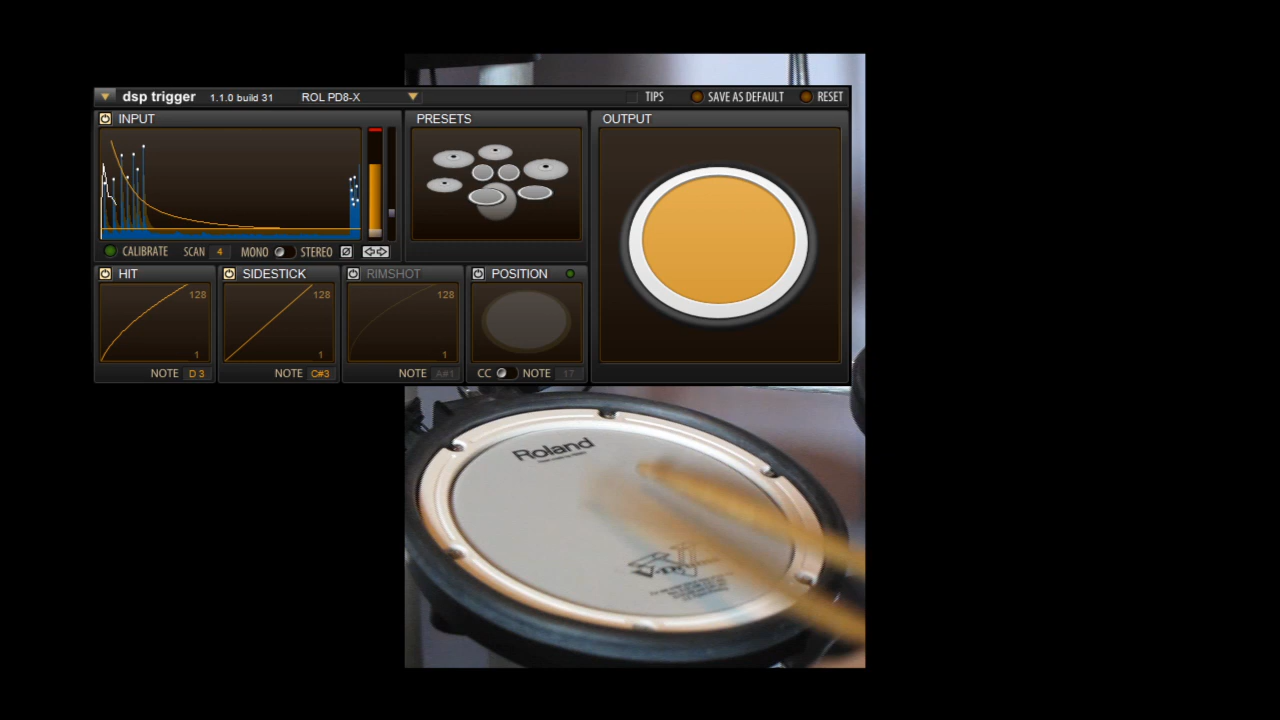 dsp trigger 1.1.0 build 31 ROL PD8-X TIPS SAVE AS DEFAULT RESET
INPUT PRESETS OUTPUT
CALIBRATE SCAN 4 MONO STEREO
HIT SIDESTICK RIMSHOT POSITION
128 128 128
1 1 1
NOTE D 3 NOTE C#3 NOTE A#1 CC NOTE 17
Roland